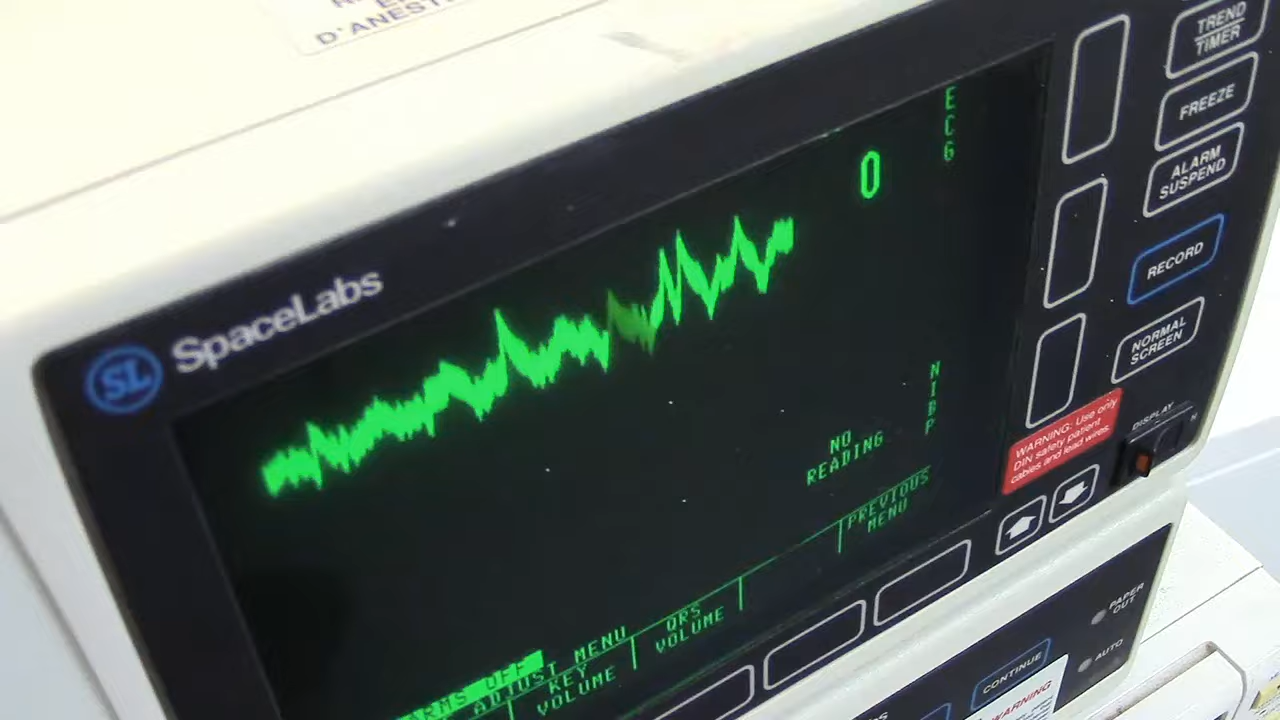 D'ANEST
SL SpaceLabs
ECG
0
NIBP
NO
READING
PREVIOUS
MENU
ADJUST MENU
QRS
VOLUME
KEY
VOLUME
TREND
TIMER
FREEZE
ALARM
SUSPEND
RECORD
NORMAL
SCREEN
WARNING: Use only
DIN safety patient
cables and lead wires.
DISPLAY
PAPER
OUT
AUTO
CONTINUE
WARNING